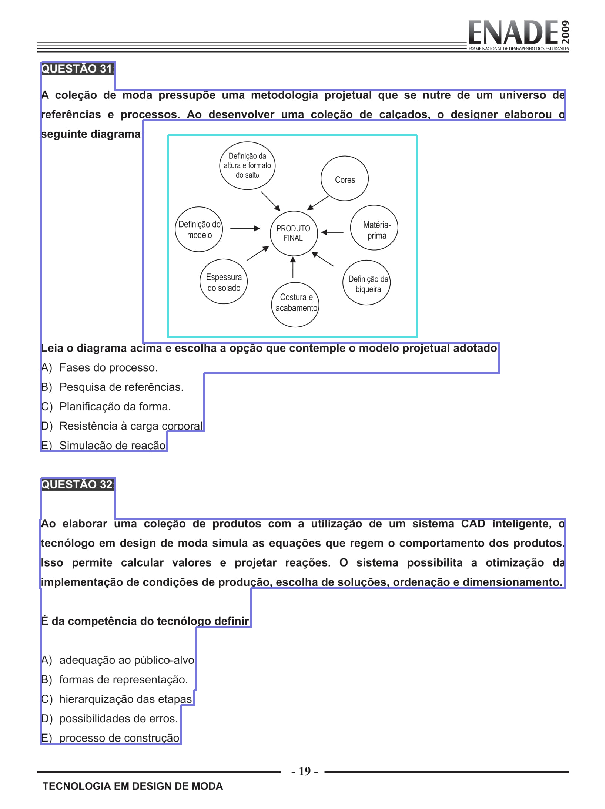 ENADE 2009
EXAME NACIONAL DE DESEMPENHO DOS ESTUDANTES
QUESTÃO 31
A coleção de moda pressupõe uma metodologia projetual que se nutre de um universo de
referências e processos. Ao desenvolver uma coleção de calçados, o designer elaborou o
seguinte diagrama
Definição da
altura e formato
do salto
Cores
Definição do
modelo
PRODUTO
FINAL
Matéria-
prima
Espessura
do solado
Definição da
biqueira
Costura e
acabamento
Leia o diagrama acima e escolha a opção que contemple o modelo projetual adotado
A) Fases do processo.
B) Pesquisa de referências.
C) Planificação da forma.
D) Resistência à carga corporal
E) Simulação de reação
QUESTÃO 32
Ao elaborar uma coleção de produtos com a utilização de um sistema CAD inteligente, o
tecnólogo em design de moda simula as equações que regem o comportamento dos produtos.
Isso permite calcular valores e projetar reações. O sistema possibilita a otimização da
implementação de condições de produção, escolha de soluções, ordenação e dimensionamento.
É da competência do tecnólogo definir
A) adequação ao público-alvo
B) formas de representação.
C) hierarquização das etapas
D) possibilidades de erros.
E) processo de construção
- 19 -
TECNOLOGIA EM DESIGN DE MODA